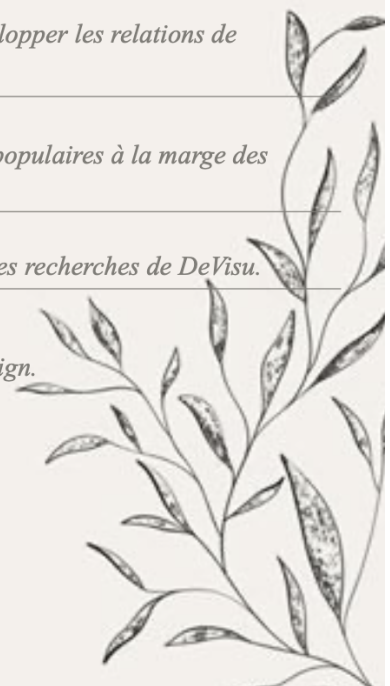 lopper les relations de
populaires à la marge des
es recherches de DeVisu.
ign.